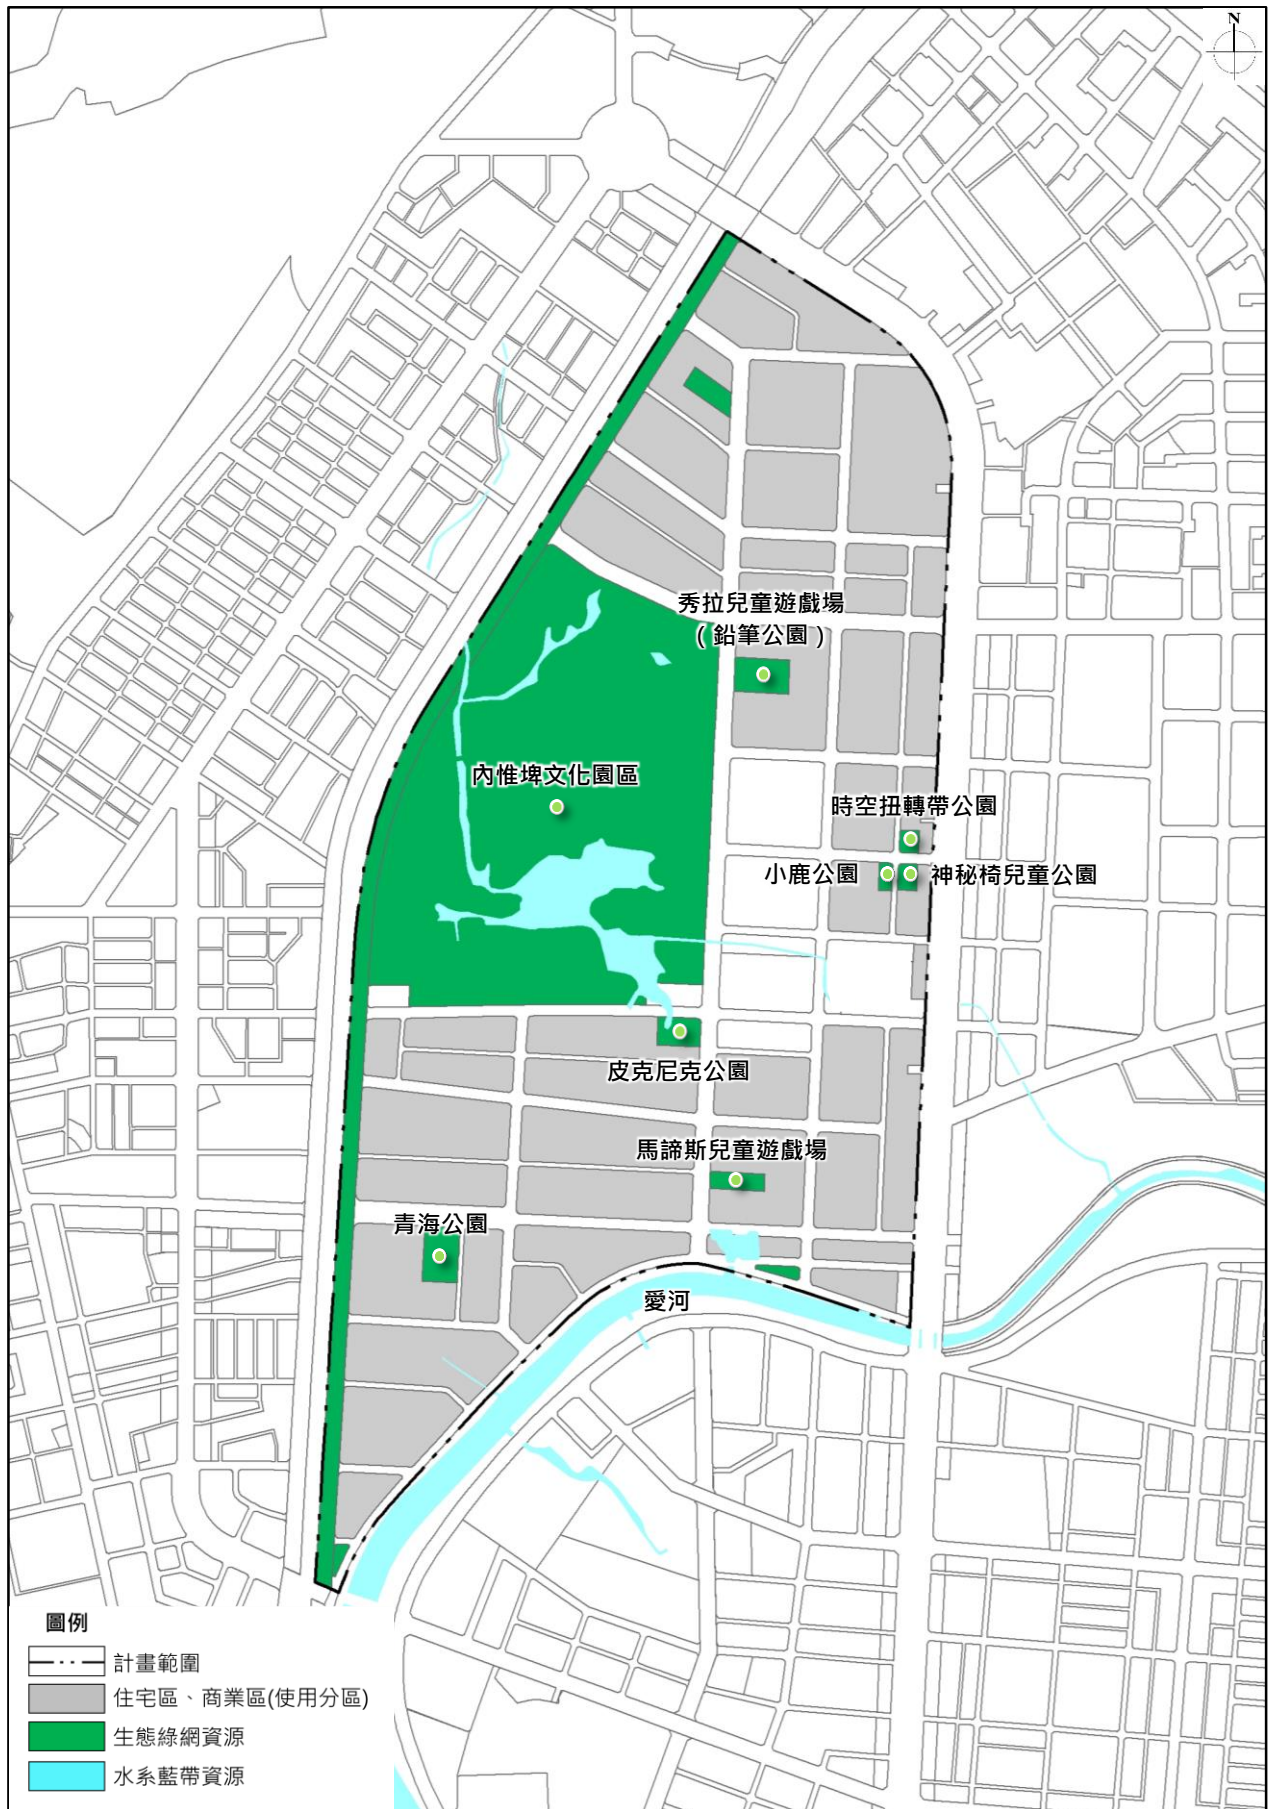 N
秀拉兒童遊戲場
（鉛筆公園）
內惟埤文化園區
時空扭轉帶公園
小鹿公園
神秘椅兒童公園
皮克尼克公園
馬諦斯兒童遊戲場
青海公園
愛河
圖例
計畫範圍
住宅區、商業區(使用分區)
生態綠網資源
水系藍帶資源